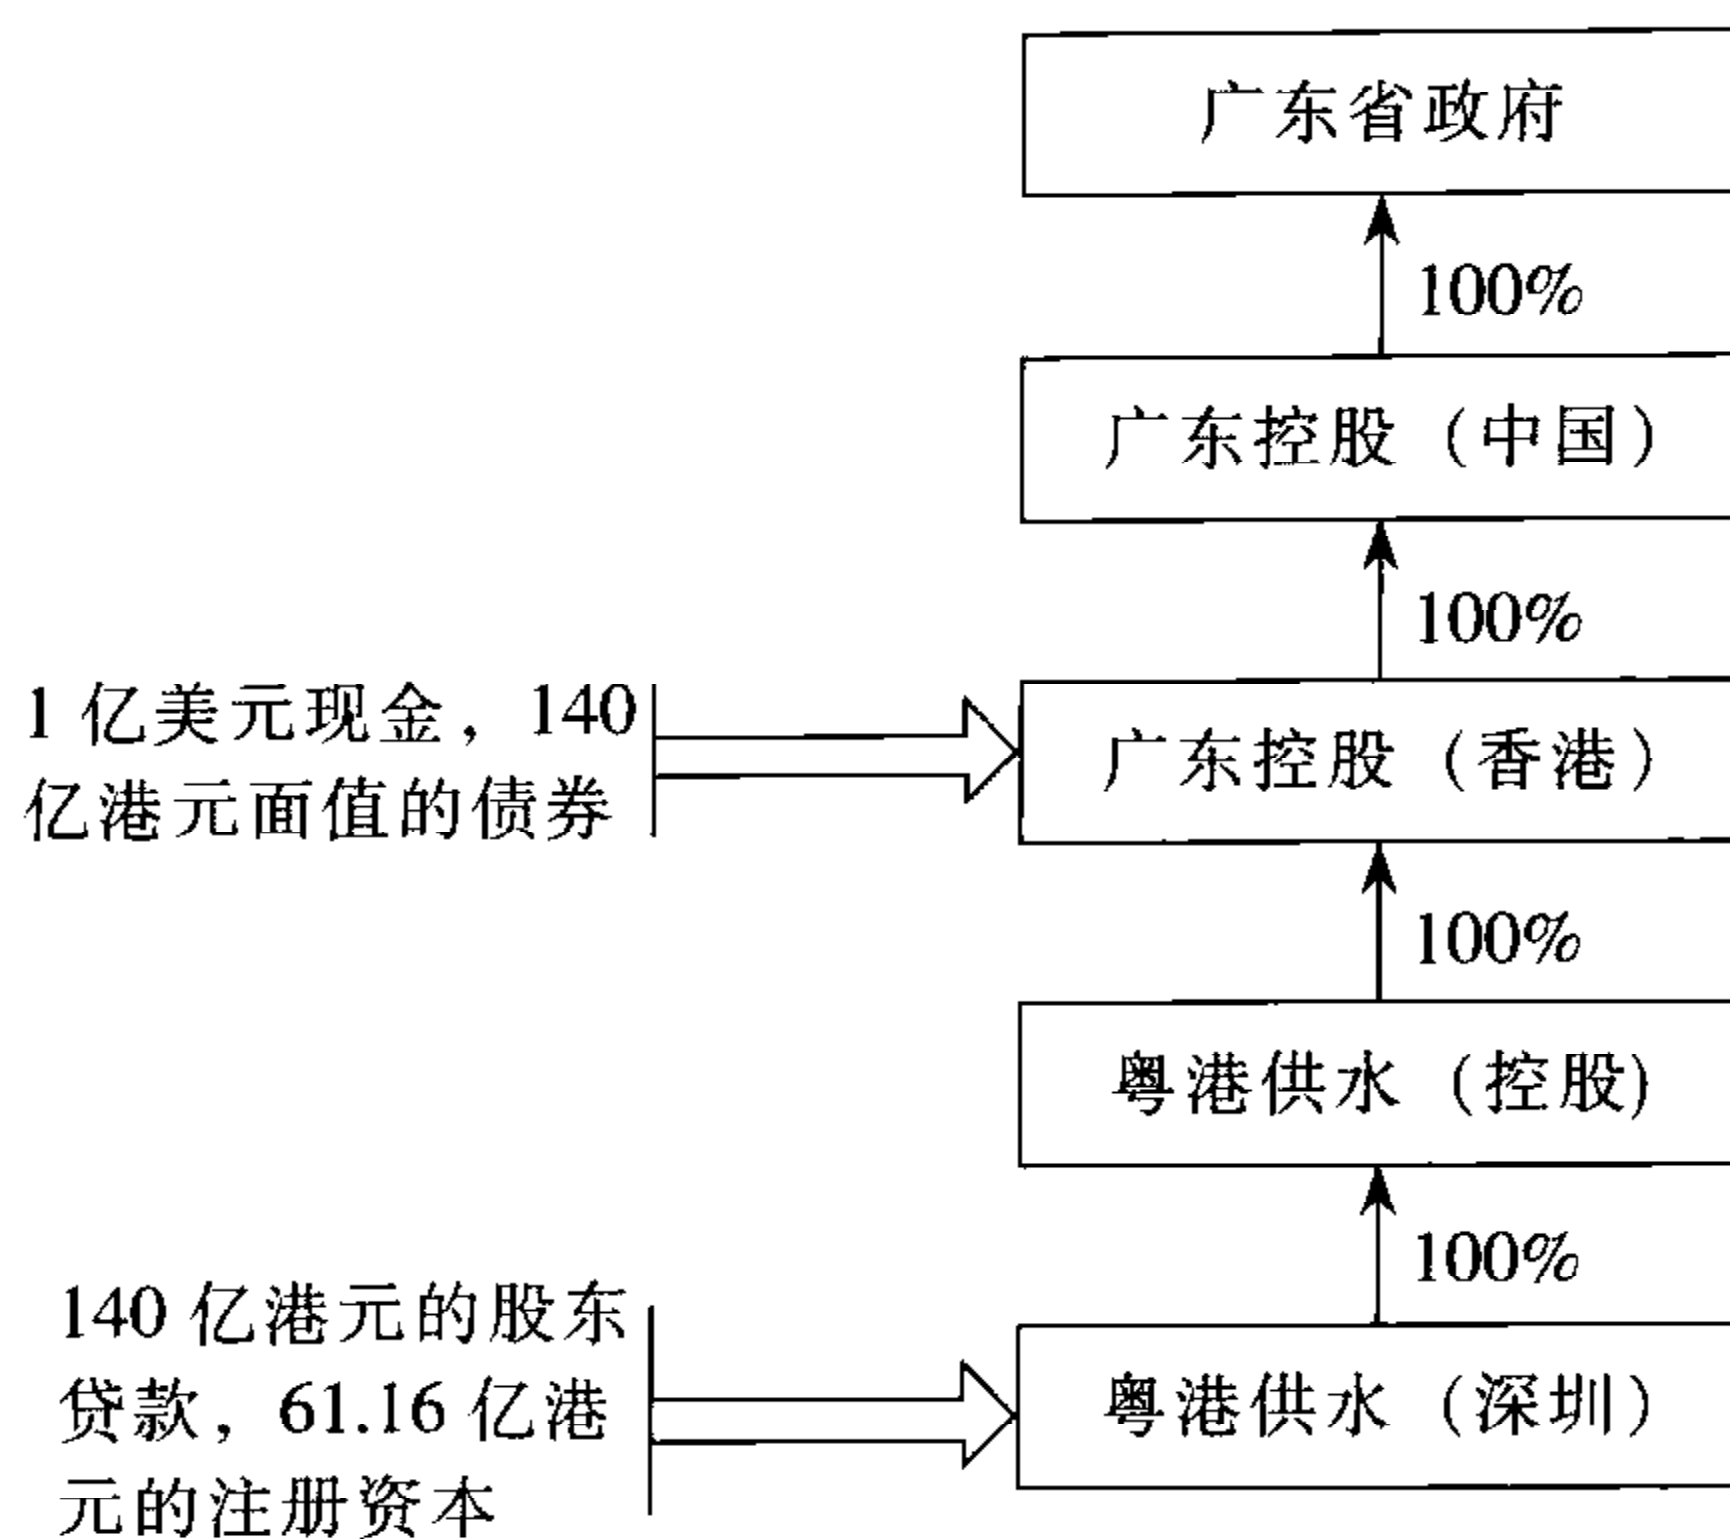 广东省政府
100%
广东控股（中国）
100%
1 亿美元现金，140
亿港元面值的债券
广东控股（香港）
100%
粤港供水（控股）
100%
140 亿港元的股东
贷款，61.16 亿港
元的注册资本
粤港供水（深圳）